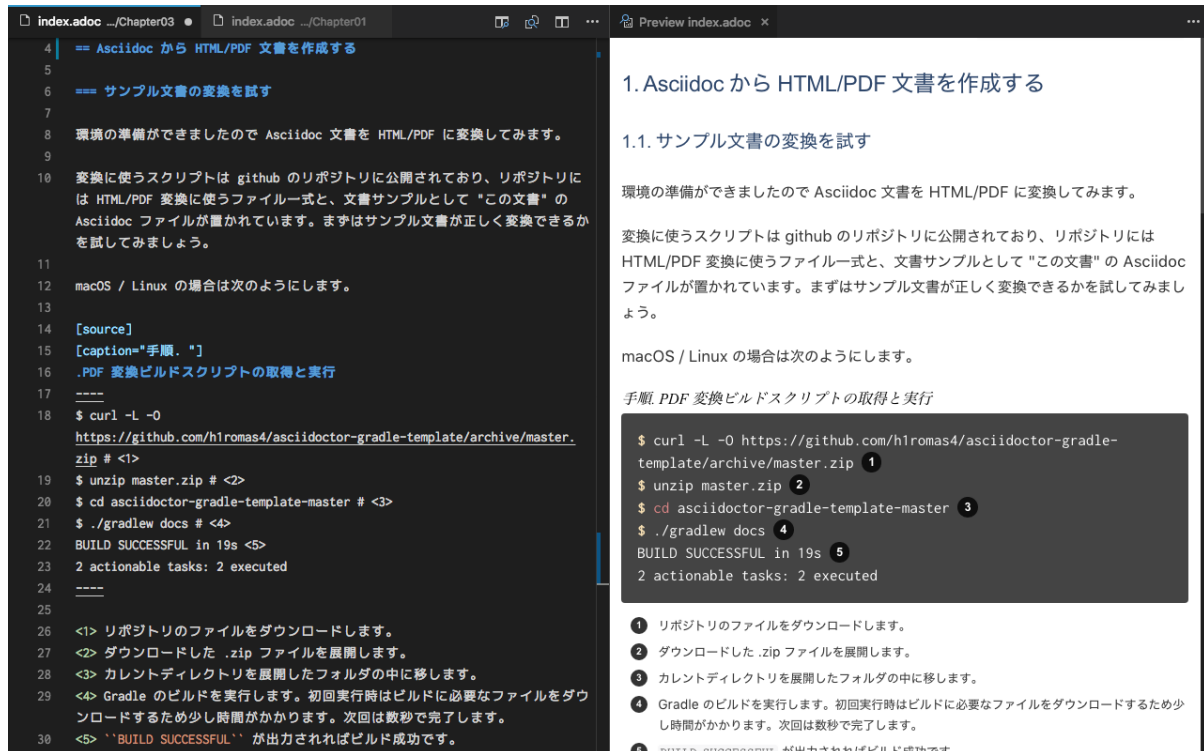 index.adoc .../Chapter03 ●
index.adoc .../Chapter01
4 == Asciidoc から HTML/PDF 文書を作成する
5
6 === サンプル文書の変換を試す
7
8 環境の準備ができましたので Asciidoc 文書を HTML/PDF に変換してみます。
9
10 変換に使うスクリプトは github のリポジトリに公開されており、リポジトリに
は HTML/PDF 変換に使うファイル一式と、文書サンプルとして "この文書" の
Asciidoc ファイルが置かれています。まずはサンプル文書が正しく変換できるか
を試してみましょう。
11
12 macOS / Linux の場合は次のようにします。
13
14 [source]
15 [caption="手順. "]
16 .PDF 変換ビルドスクリプトの取得と実行
17 ----
18 $ curl -L -O
https://github.com/h1romas4/asciidoctor-gradle-template/archive/master.
zip # <1>
19 $ unzip master.zip # <2>
20 $ cd asciidoctor-gradle-template-master # <3>
21 $ ./gradlew docs # <4>
22 BUILD SUCCESSFUL in 19s <5>
23 2 actionable tasks: 2 executed
24 ----
25
26 <1> リポジトリのファイルをダウンロードします。
27 <2> ダウンロードした .zip ファイルを展開します。
28 <3> カレントディレクトリを展開したフォルダの中に移します。
29 <4> Gradle のビルドを実行します。初回実行時はビルドに必要なファイルをダウ
ンロードするため少し時間がかかります。次回は数秒で完了します。
30 <5> ``BUILD SUCCESSFUL`` が出力されればビルド成功です。
Preview index.adoc ×
1. Asciidoc から HTML/PDF 文書を作成する
1.1. サンプル文書の変換を試す
環境の準備ができましたので Asciidoc 文書を HTML/PDF に変換してみます。
変換に使うスクリプトは github のリポジトリに公開されており、リポジトリには
HTML/PDF 変換に使うファイル一式と、文書サンプルとして "この文書" の Asciidoc
ファイルが置かれています。まずはサンプル文書が正しく変換できるかを試してみまし
ょう。
macOS / Linux の場合は次のようにします。
手順. PDF 変換ビルドスクリプトの取得と実行
$ curl -L -O https://github.com/h1romas4/asciidoctor-gradle-
template/archive/master.zip 1
$ unzip master.zip 2
$ cd asciidoctor-gradle-template-master 3
$ ./gradlew docs 4
BUILD SUCCESSFUL in 19s 5
2 actionable tasks: 2 executed
1 リポジトリのファイルをダウンロードします。
2 ダウンロードした .zip ファイルを展開します。
3 カレントディレクトリを展開したフォルダの中に移します。
4 Gradle のビルドを実行します。初回実行時はビルドに必要なファイルをダウンロードするため少
し時間がかかります。次回は数秒で完了します。
5 BUILD SUCCESSFUL が出力されればビルド成功です。